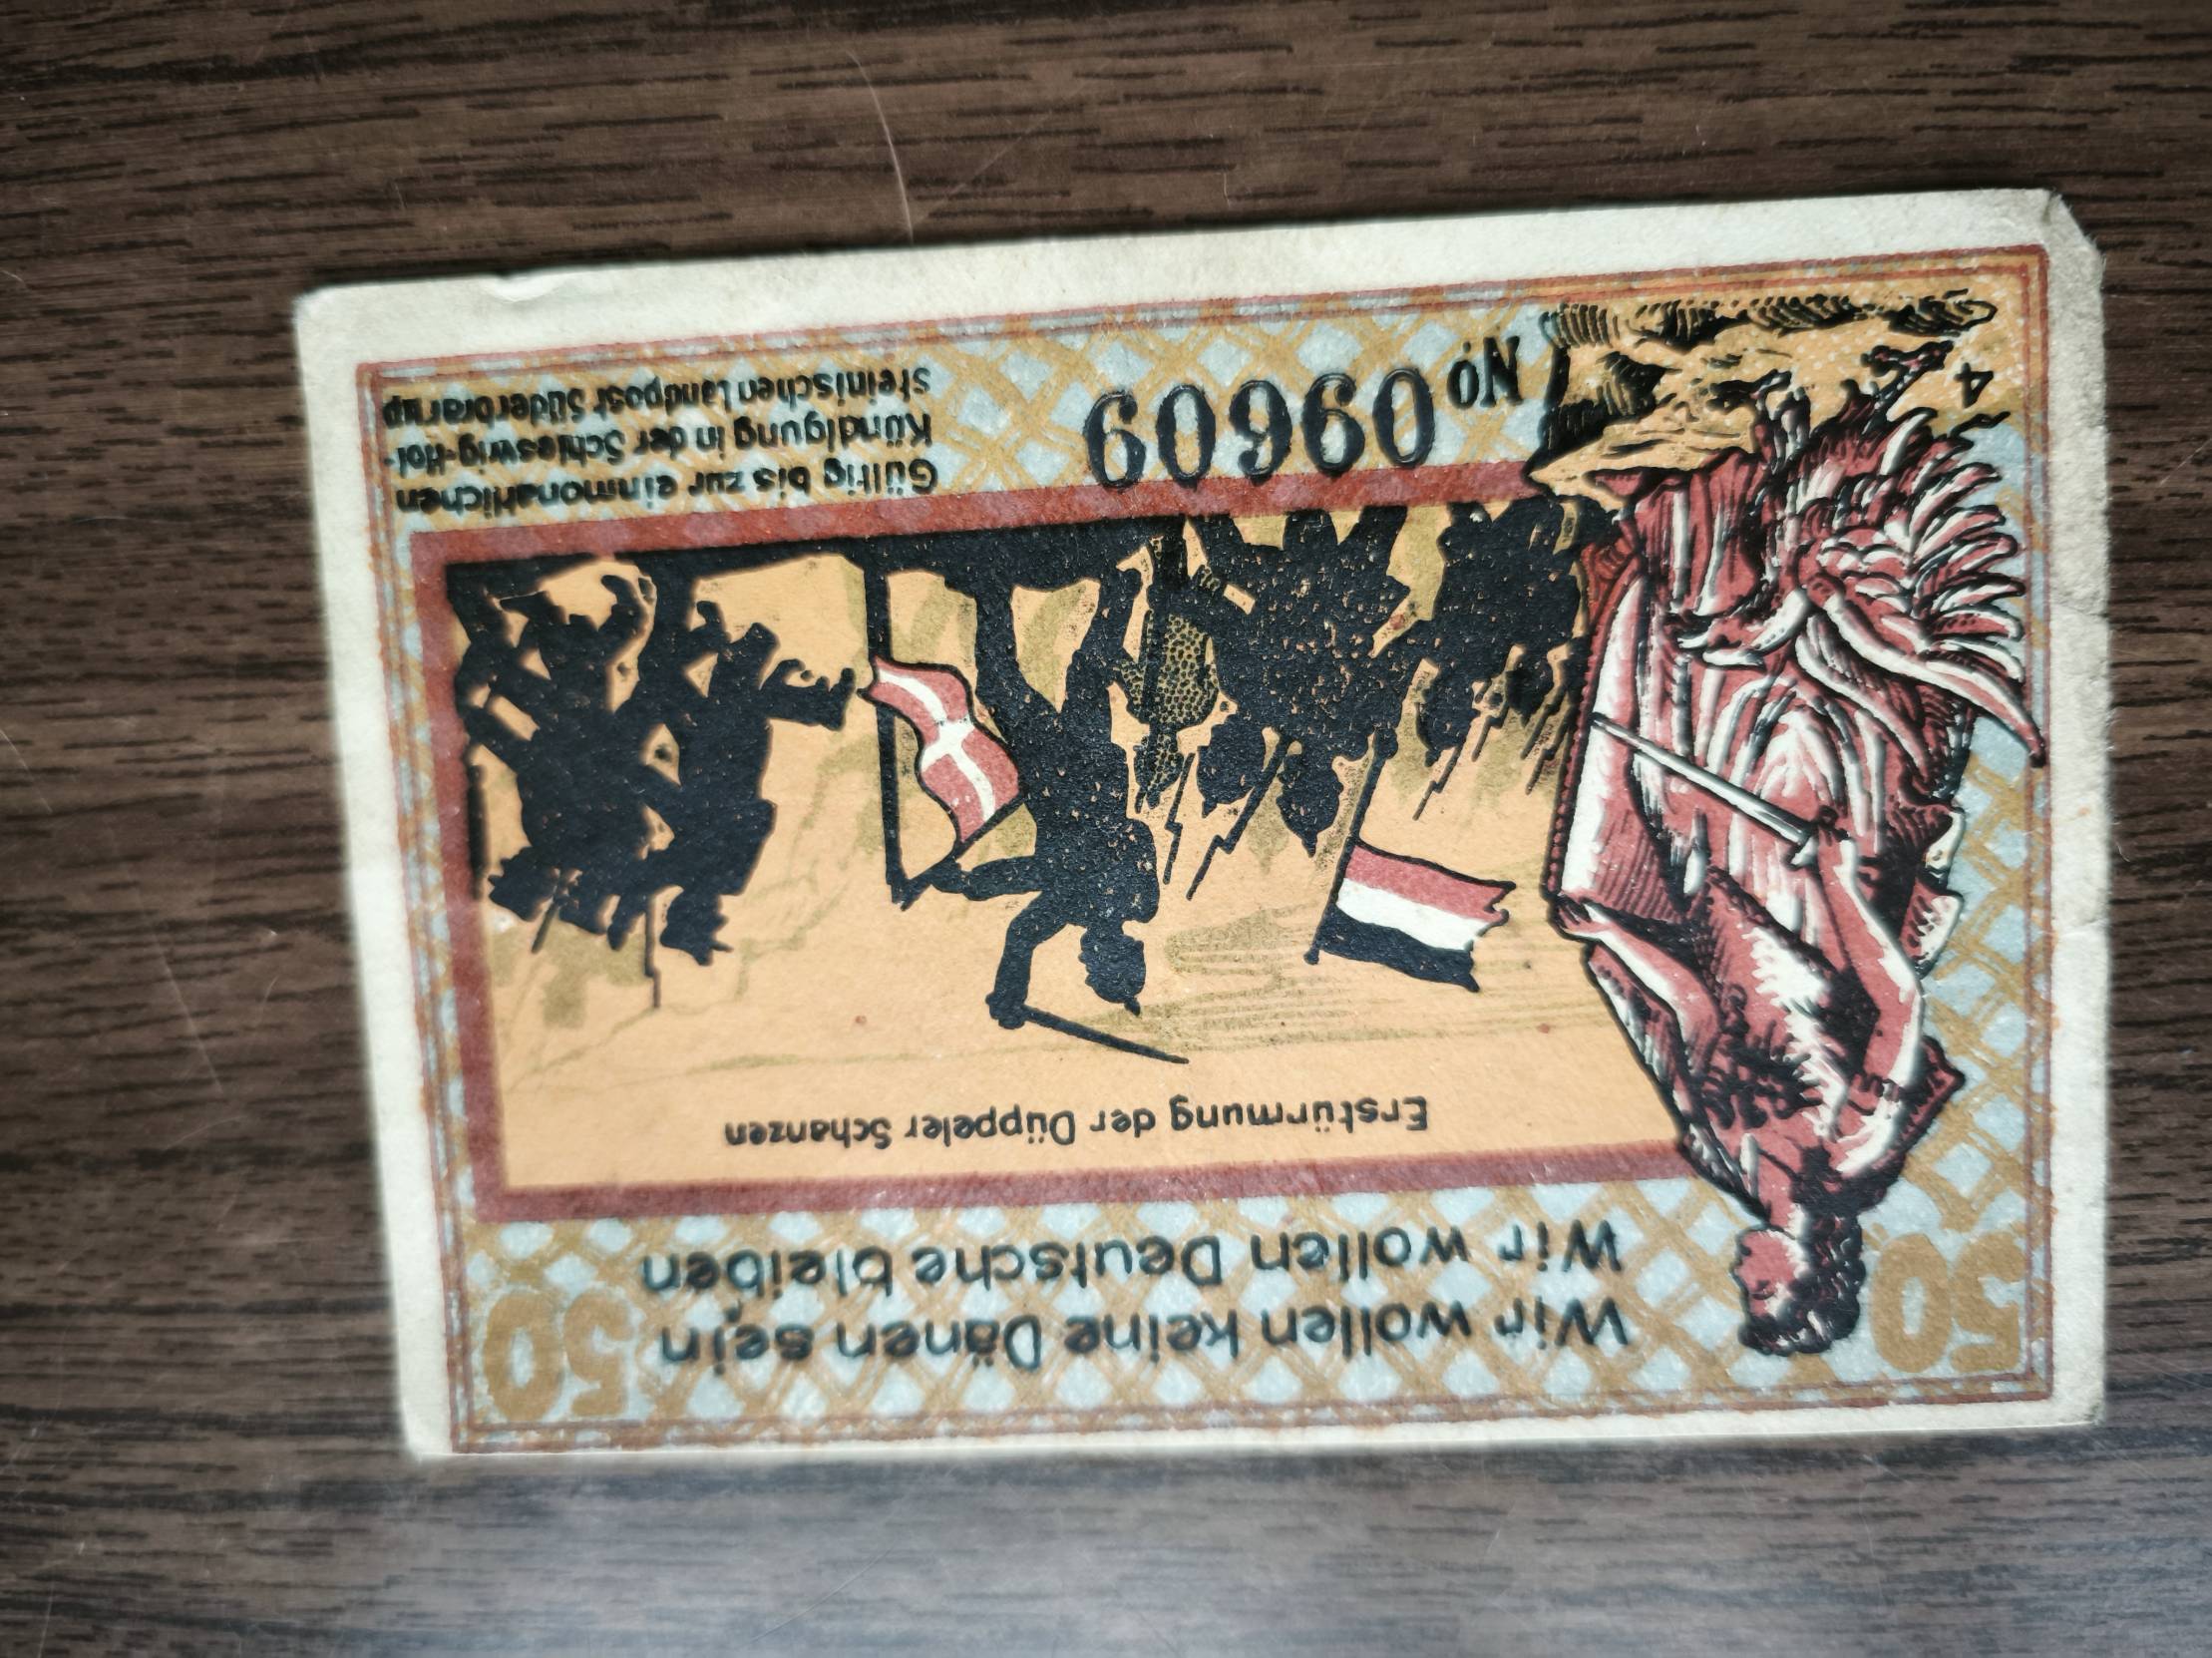 50 Wir wollen keine Dänen sein 50
Wir wollen Deutsche bleiben
Erstürmung der Düppeler Schanzen
4
No 09609
Gültig bis zur einmonatlichen
Kündigung in der Schleswig-Hol-
steinischen Landpost Süderbrarup